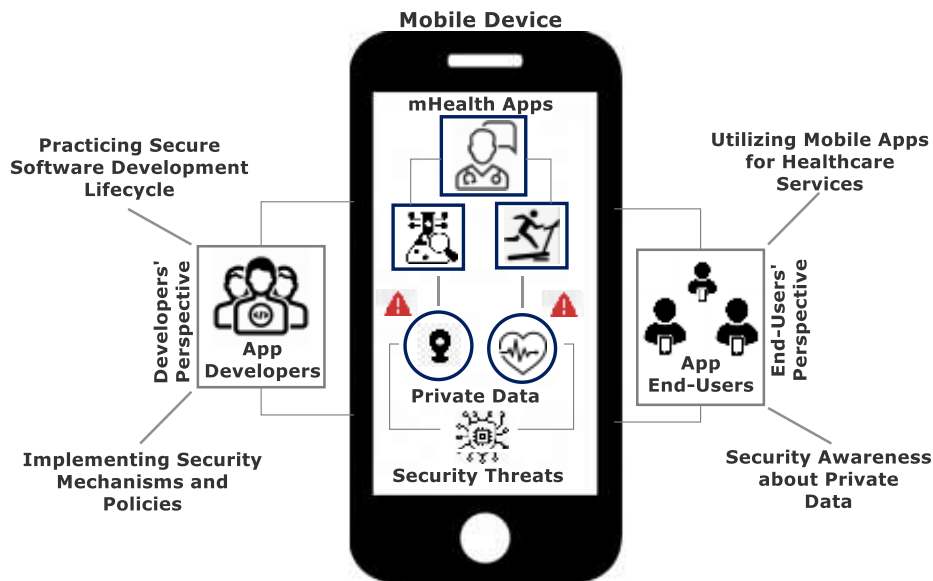 Mobile Device
mHealth Apps
Practicing Secure
Software Development
Lifecycle
Developers'
Perspective
App
Developers
Implementing Security
Mechanisms and
Policies
Private Data
Security Threats
Utilizing Mobile Apps
for Healthcare
Services
App
End-Users
End-Users'
Perspective
Security Awareness
about Private
Data